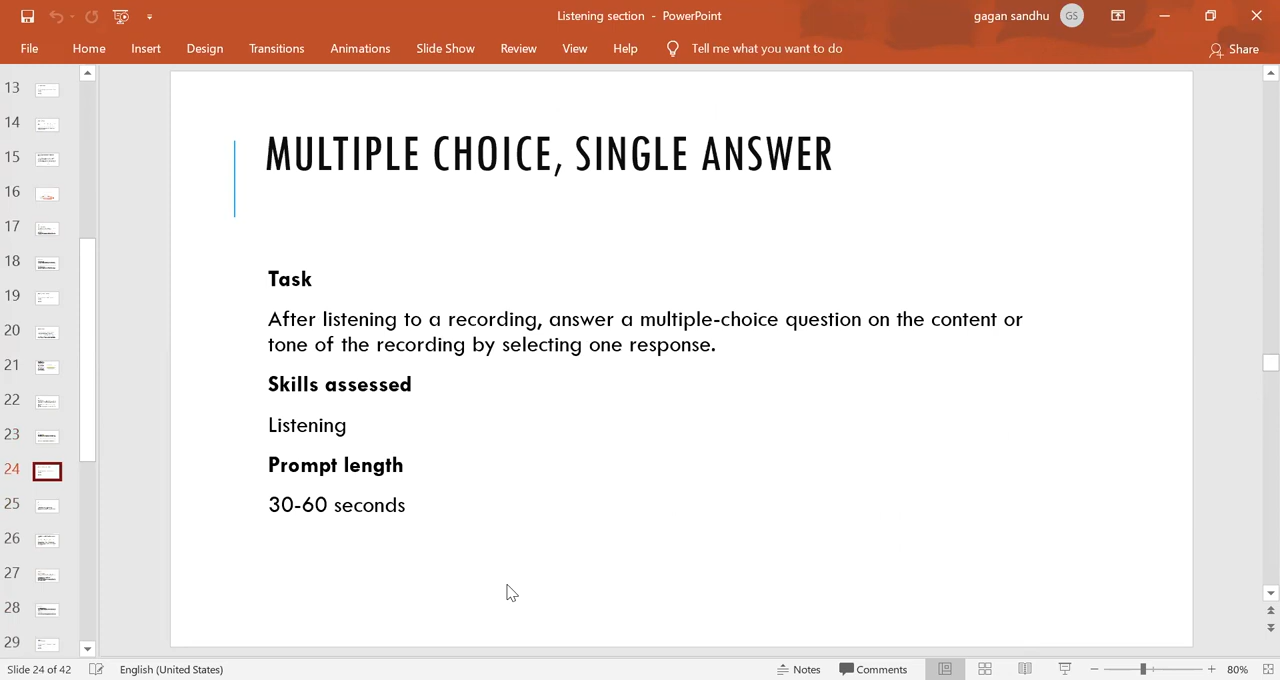 Listening section - PowerPoint
gagan sandhu GS
File Home Insert Design Transitions Animations Slide Show Review View Help Tell me what you want to do Share
13
14
15
16
17
18
19
20
21
22
23
24
25
26
27
28
29
MULTIPLE CHOICE, SINGLE ANSWER
Task
After listening to a recording, answer a multiple-choice question on the content or
tone of the recording by selecting one response.
Skills assessed
Listening
Prompt length
30-60 seconds
Slide 24 of 42 English (United States) Notes Comments 80%